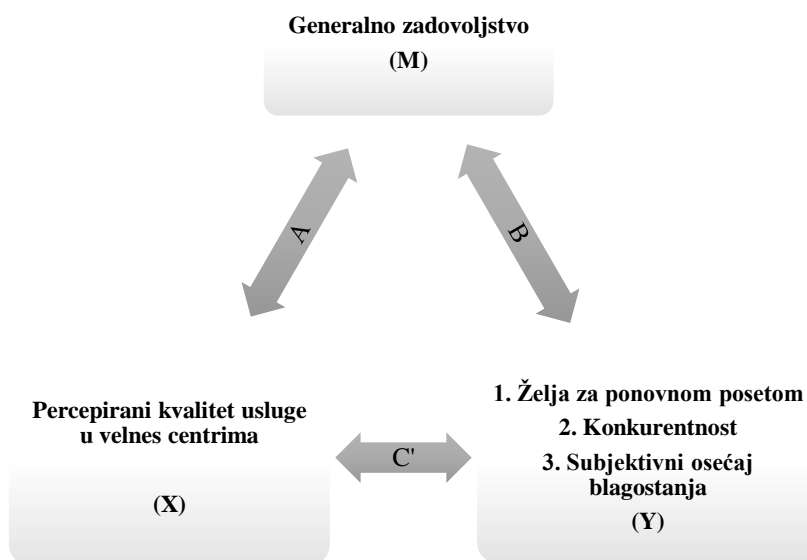 Generalno zadovoljstvo
(M)
A
B
Percepirani kvalitet usluge
u velnes centrima
(X)
C'
1. Želja za ponovnom posetom
2. Konkurentnost
3. Subjektivni osećaj
blagostanja
(Y)